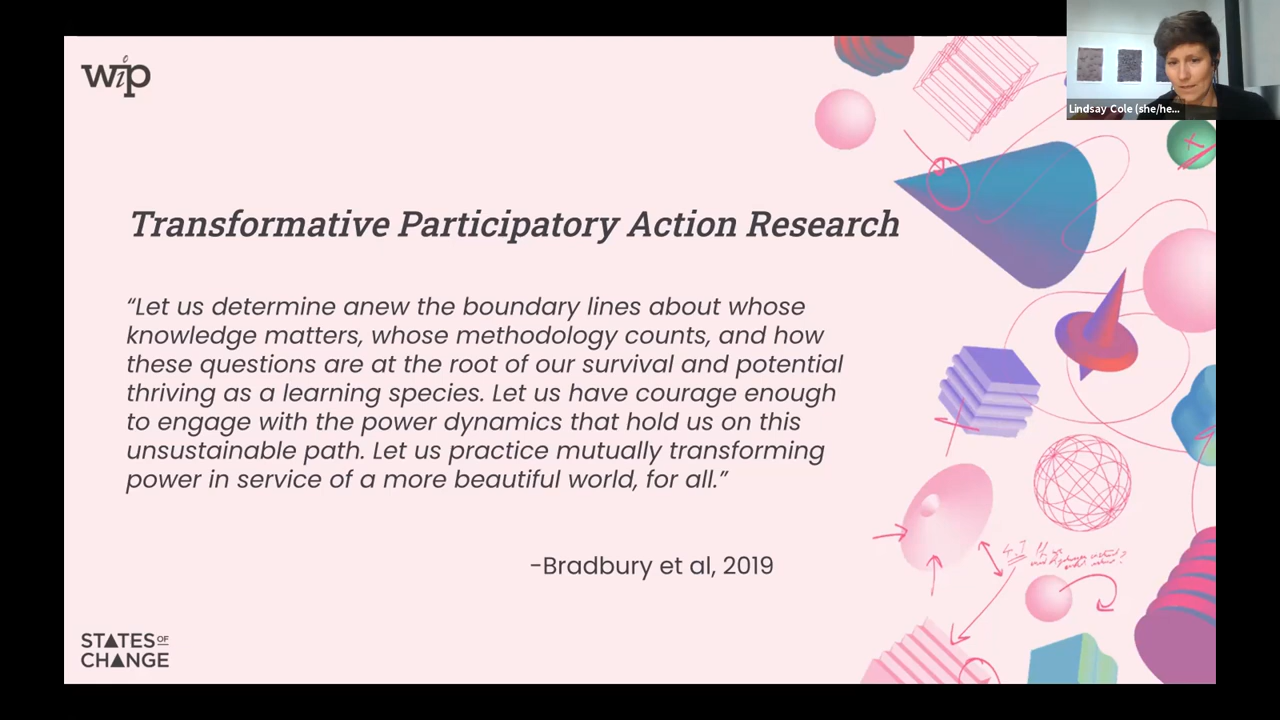 wip
Lindsay Cole (she/he...
Transformative Participatory Action Research
“Let us determine anew the boundary lines about whose
knowledge matters, whose methodology counts, and how
these questions are at the root of our survival and potential
thriving as a learning species. Let us have courage enough
to engage with the power dynamics that hold us on this
unsustainable path. Let us practice mutually transforming
power in service of a more beautiful world, for all.”
-Bradbury et al, 2019
STATES OF
CHANGE